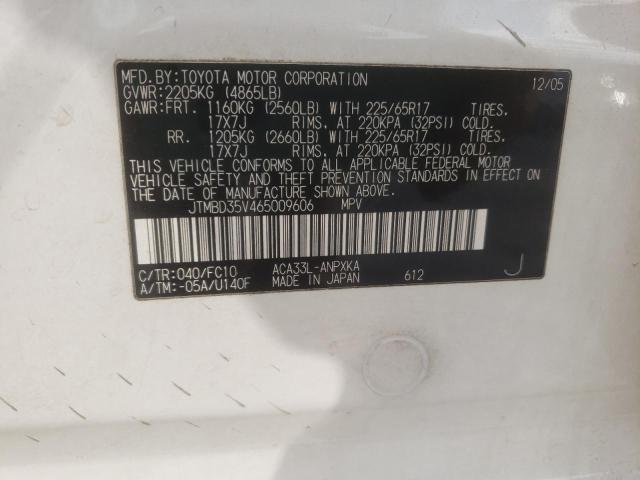 MFD.BY:TOYOTA MOTOR CORPORATION 12/05
GVWR:2205KG (4865LB)
GAWR:FRT. 1160KG (2560LB) WITH 225/65R17 TIRES.
17X7J RIMS, AT 220KPA (32PSI) COLD.
RR. 1205KG (2660LB) WITH 225/65R17 TIRES.
17X7J RIMS, AT 220KPA (32PSI) COLD.
THIS VEHICLE CONFORMS TO ALL APPLICABLE FEDERAL MOTOR
VEHICLE SAFETY AND THEFT PREVENTION STANDARDS IN EFFECT
ON THE DATE OF MANUFACTURE SHOWN ABOVE.
JTMBD35V465009606 MPV
C/TR:040/FC10 ACA33L-ANPXKA
A/TM:-05A/U140F MADE IN JAPAN 612 J